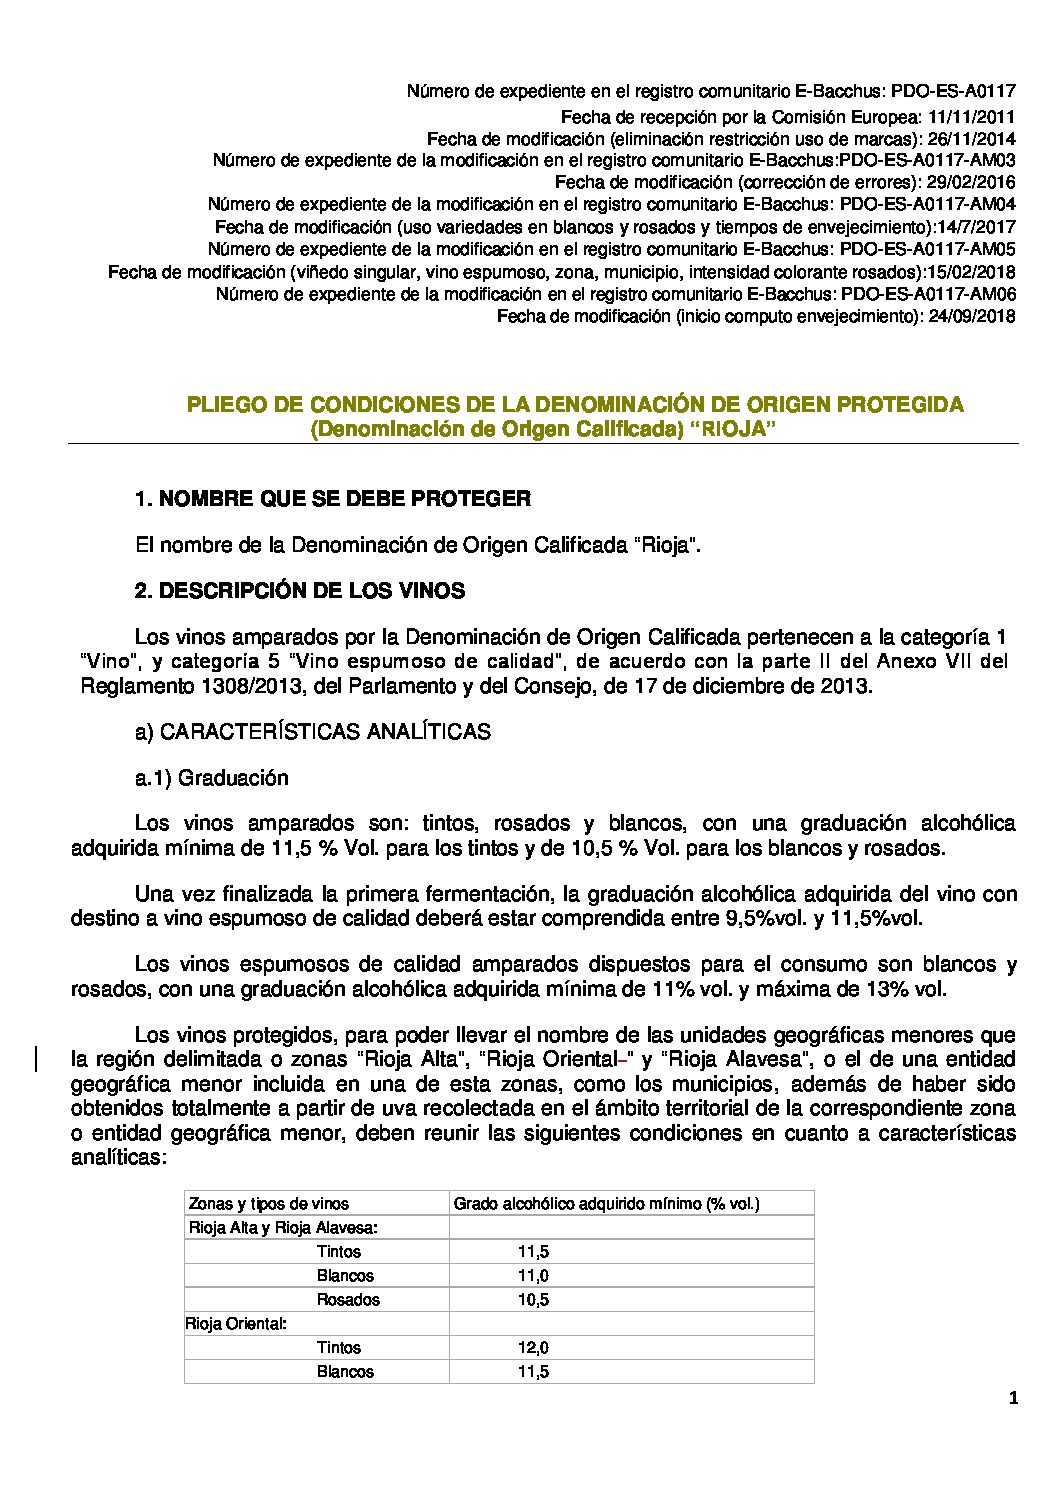 Número de expediente en el registro comunitario E-Bacchus: PDO-ES-A0117
Fecha de recepción por la Comisión Europea: 11/11/2011
Fecha de modificación (eliminación restricción uso de marcas): 26/11/2014
Número de expediente de la modificación en el registro comunitario E-Bacchus:PDO-ES-A0117-AM03
Fecha de modificación (corrección de errores): 29/02/2016
Número de expediente de la modificación en el registro comunitario E-Bacchus: PDO-ES-A0117-AM04
Fecha de modificación (uso variedades en blancos y rosados y tiempos de envejecimiento):14/7/2017
Número de expediente de la modificación en el registro comunitario E-Bacchus: PDO-ES-A0117-AM05
Fecha de modificación (viñedo singular, vino espumoso, zona, municipio, intensidad colorante rosados):15/02/2018
Número de expediente de la modificación en el registro comunitario E-Bacchus: PDO-ES-A0117-AM06
Fecha de modificación (inicio computo envejecimiento): 24/09/2018
PLIEGO DE CONDICIONES DE LA DENOMINACIÓN DE ORIGEN PROTEGIDA
(Denominación de Origen Calificada) “RIOJA”
1. NOMBRE QUE SE DEBE PROTEGER
El nombre de la Denominación de Origen Calificada “Rioja”.
2. DESCRIPCIÓN DE LOS VINOS
Los vinos amparados por la Denominación de Origen Calificada pertenecen a la categoría 1
“Vino”, y categoría 5 “Vino espumoso de calidad”, de acuerdo con la parte II del Anexo VII del
Reglamento 1308/2013, del Parlamento y del Consejo, de 17 de diciembre de 2013.
a) CARACTERÍSTICAS ANALÍTICAS
a.1) Graduación
Los vinos amparados son: tintos, rosados y blancos, con una graduación alcohólica
adquirida mínima de 11,5 % Vol. para los tintos y de 10,5 % Vol. para los blancos y rosados.
Una vez finalizada la primera fermentación, la graduación alcohólica adquirida del vino con
destino a vino espumoso de calidad deberá estar comprendida entre 9,5%vol. y 11,5%vol.
Los vinos espumosos de calidad amparados dispuestos para el consumo son blancos y
rosados, con una graduación alcohólica adquirida mínima de 11% vol. y máxima de 13% vol.
Los vinos protegidos, para poder llevar el nombre de las unidades geográficas menores que
la región delimitada o zonas “Rioja Alta”, “Rioja Oriental ” y “Rioja Alavesa”, o el de una entidad
geográfica menor incluida en una de esta zonas, como los municipios, además de haber sido
obtenidos totalmente a partir de uva recolectada en el ámbito territorial de la correspondiente zona
o entidad geográfica menor, deben reunir las siguientes condiciones en cuanto a características
analíticas:
Zonas y tipos de vinos Grado alcohólico adquirido mínimo (% vol.)
Rioja Alta y Rioja Alavesa:
Tintos 11,5
Blancos 11,0
Rosados 10,5
Rioja Oriental:
Tintos 12,0
Blancos 11,5
1